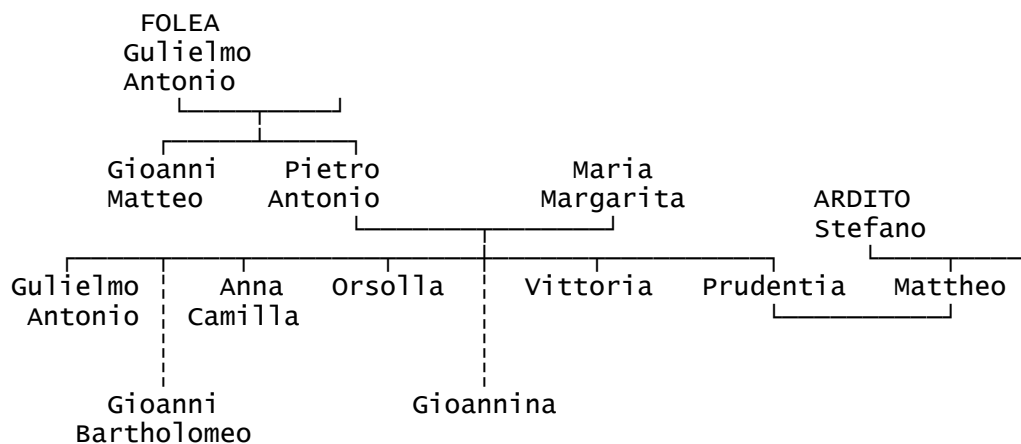 FOLEA
Gulielmo
Antonio
Gioanni Pietro Maria
Matteo Antonio Margarita ARDITO
Stefano
Gulielmo Anna Orsolla Vittoria Prudentia Mattheo
Antonio Camilla
Gioanni Gioannina
Bartholomeo